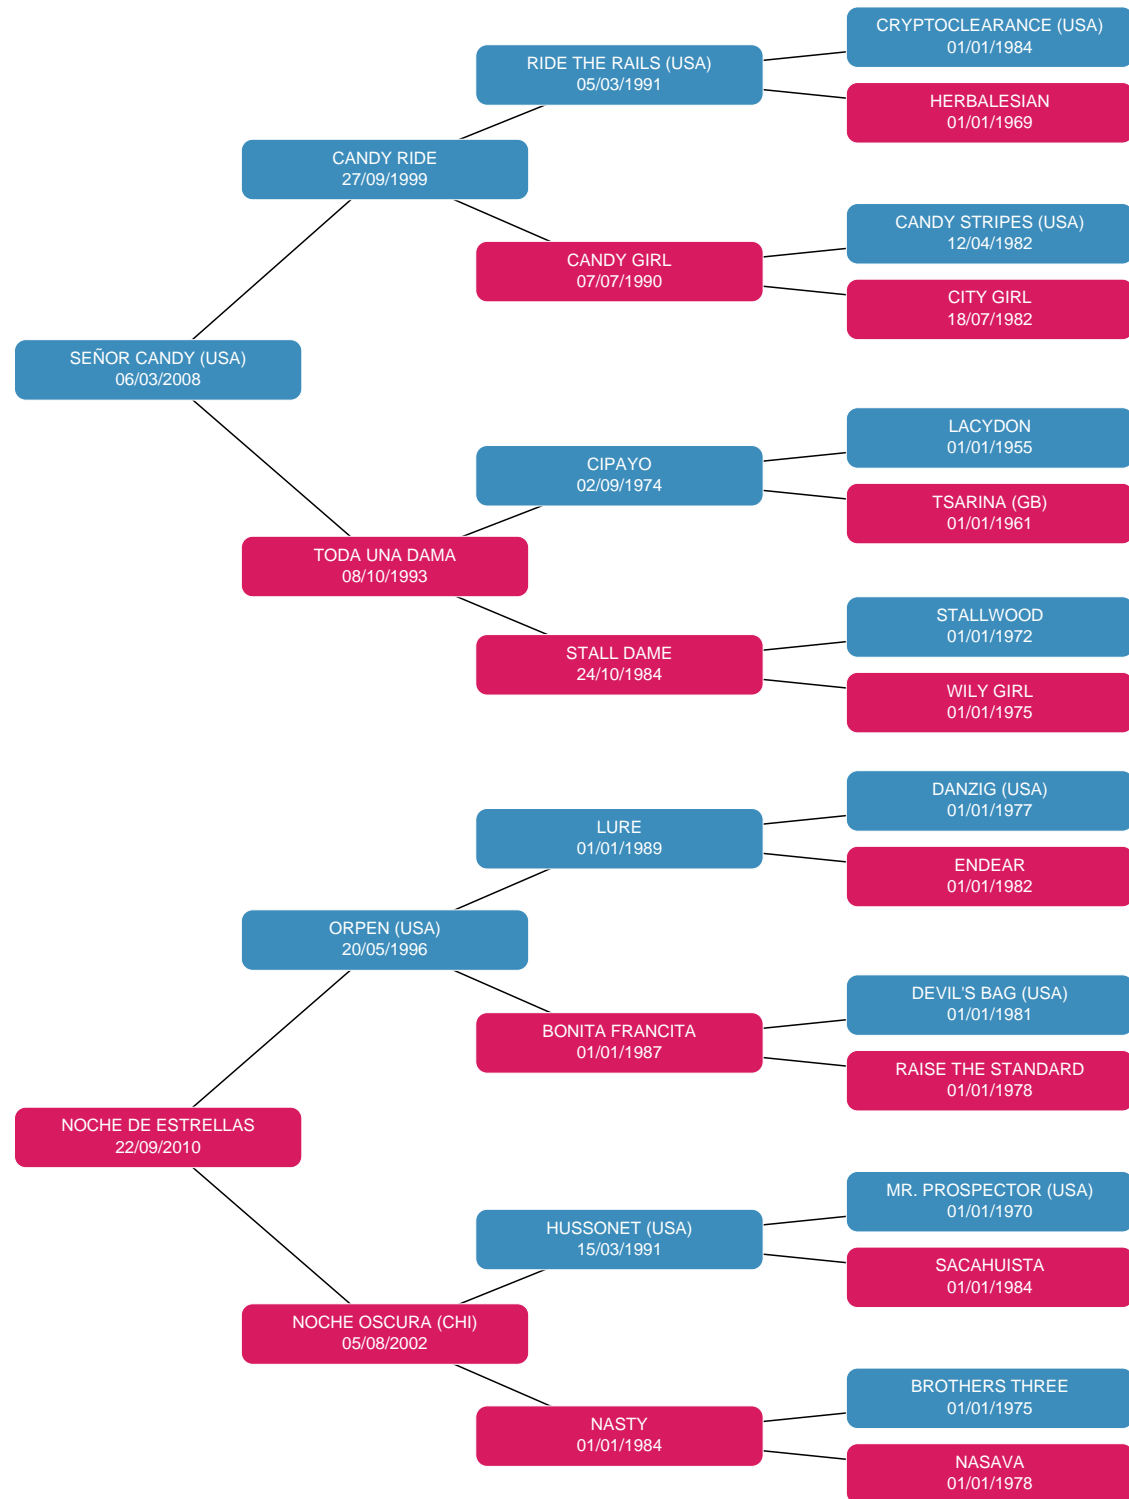 CRYPTOCLEARANCE (USA)
01/01/1984
RIDE THE RAILS (USA)
05/03/1991
HERBALESIAN
01/01/1969
CANDY RIDE
27/09/1999
CANDY STRIPES (USA)
12/04/1982
CANDY GIRL
07/07/1990
CITY GIRL
18/07/1982
SEÑOR CANDY (USA)
06/03/2008
LACYDON
01/01/1955
CIPAYO
02/09/1974
TSARINA (GB)
01/01/1961
TODA UNA DAMA
08/10/1993
STALLWOOD
01/01/1972
STALL DAME
24/10/1984
WILY GIRL
01/01/1975
DANZIG (USA)
01/01/1977
LURE
01/01/1989
ENDEAR
01/01/1982
ORPEN (USA)
20/05/1996
DEVIL'S BAG (USA)
01/01/1981
BONITA FRANCITA
01/01/1987
RAISE THE STANDARD
01/01/1978
NOCHE DE ESTRELLAS
22/09/2010
MR. PROSPECTOR (USA)
01/01/1970
HUSSONET (USA)
15/03/1991
SACAHUISTA
01/01/1984
NOCHE OSCURA (CHI)
05/08/2002
BROTHERS THREE
01/01/1975
NASTY
01/01/1984
NASAVA
01/01/1978